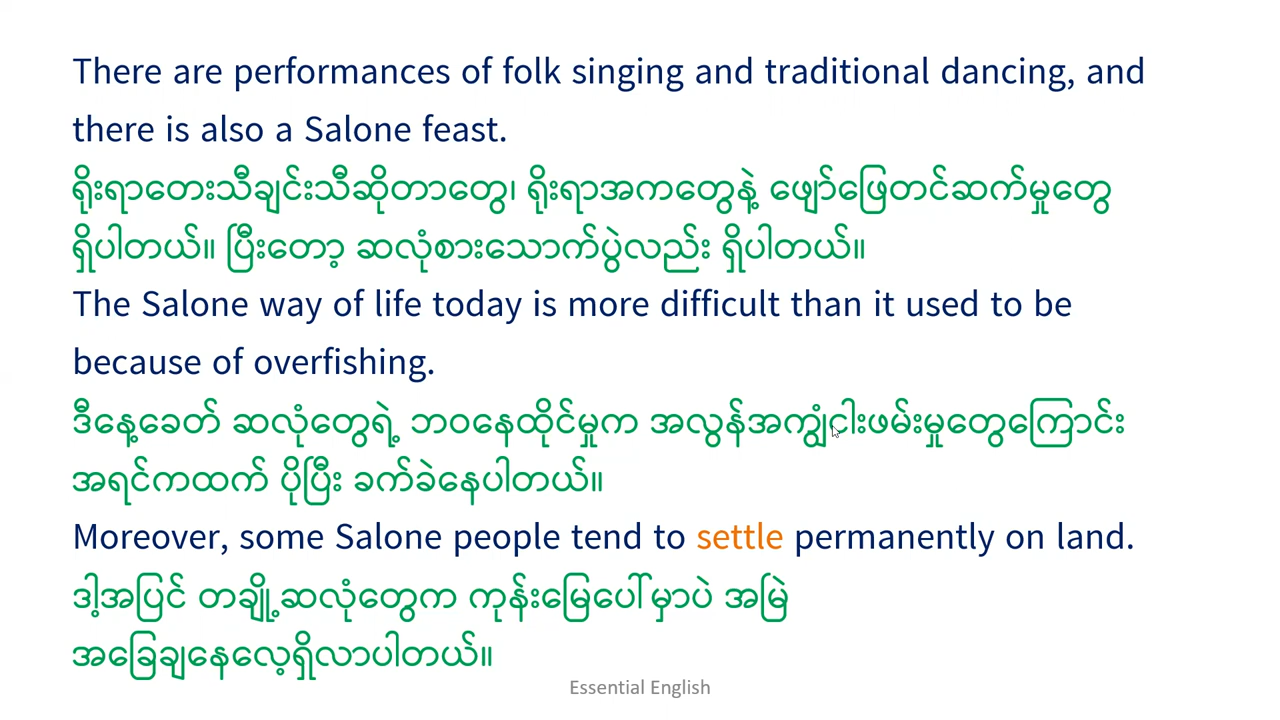 There are performances of folk singing and traditional dancing, and
there is also a Salone feast.
ရိုးရာတေးသီချင်းသီဆိုတာတွေ၊ ရိုးရာအကတွေနဲ့ ဖျော်ဖြေတင်ဆက်မှုတွေ
ရှိပါတယ်။ ပြီးတော့ ဆလုံစားသောက်ပွဲလည်း ရှိပါတယ်။
The Salone way of life today is more difficult than it used to be
because of overfishing.
ဒီနေ့ခေတ် ဆလုံတွေရဲ့ ဘဝနေထိုင်မှုက အလွန်အကျွံငါးဖမ်းမှုတွေကြောင်း
အရင်ကထက် ပိုပြီး ခက်ခဲနေပါတယ်။
Moreover, some Salone people tend to settle permanently on land.
ဒါ့အပြင် တချို့ဆလုံတွေက ကုန်းမြေပေါ်မှာပဲ အမြဲ
အခြေချနေလေ့ရှိလာပါတယ်။
Essential English